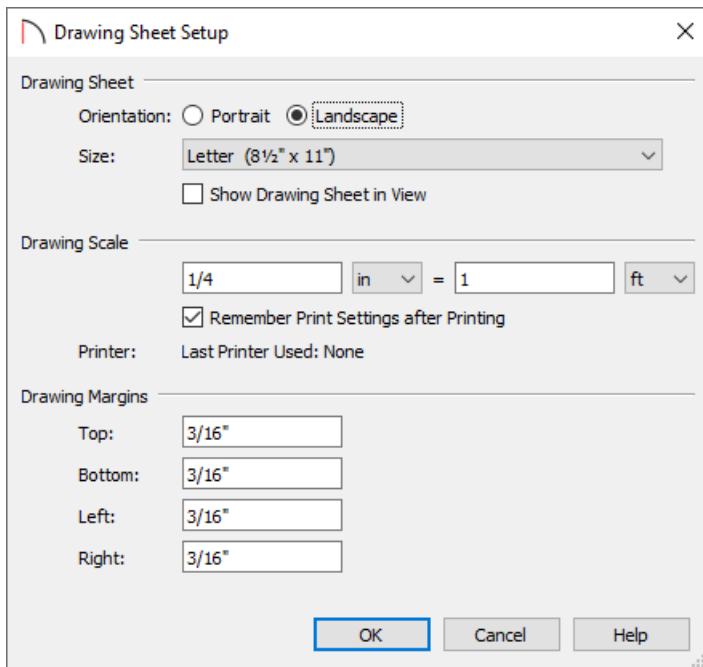 Drawing Sheet Setup
Drawing Sheet
Orientation: Portrait Landscape
Size: Letter (8½" x 11")
Show Drawing Sheet in View
Drawing Scale
1/4 in = 1 ft
Remember Print Settings after Printing
Printer: Last Printer Used: None
Drawing Margins
Top: 3/16"
Bottom: 3/16"
Left: 3/16"
Right: 3/16"
OK Cancel Help